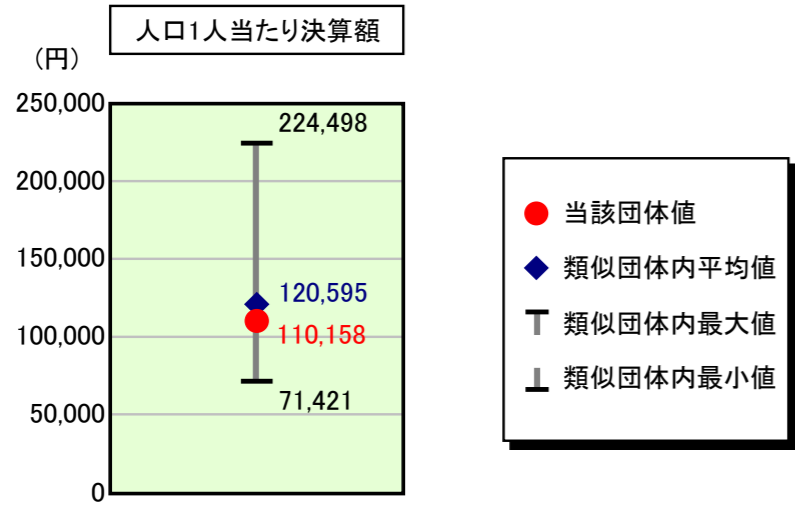 人口1人当たり決算額
(円)
250,000
224,498
200,000
150,000
120,595
110,158
100,000
71,421
50,000
0
当該団体値
類似団体内平均値
類似団体内最大値
類似団体内最小値